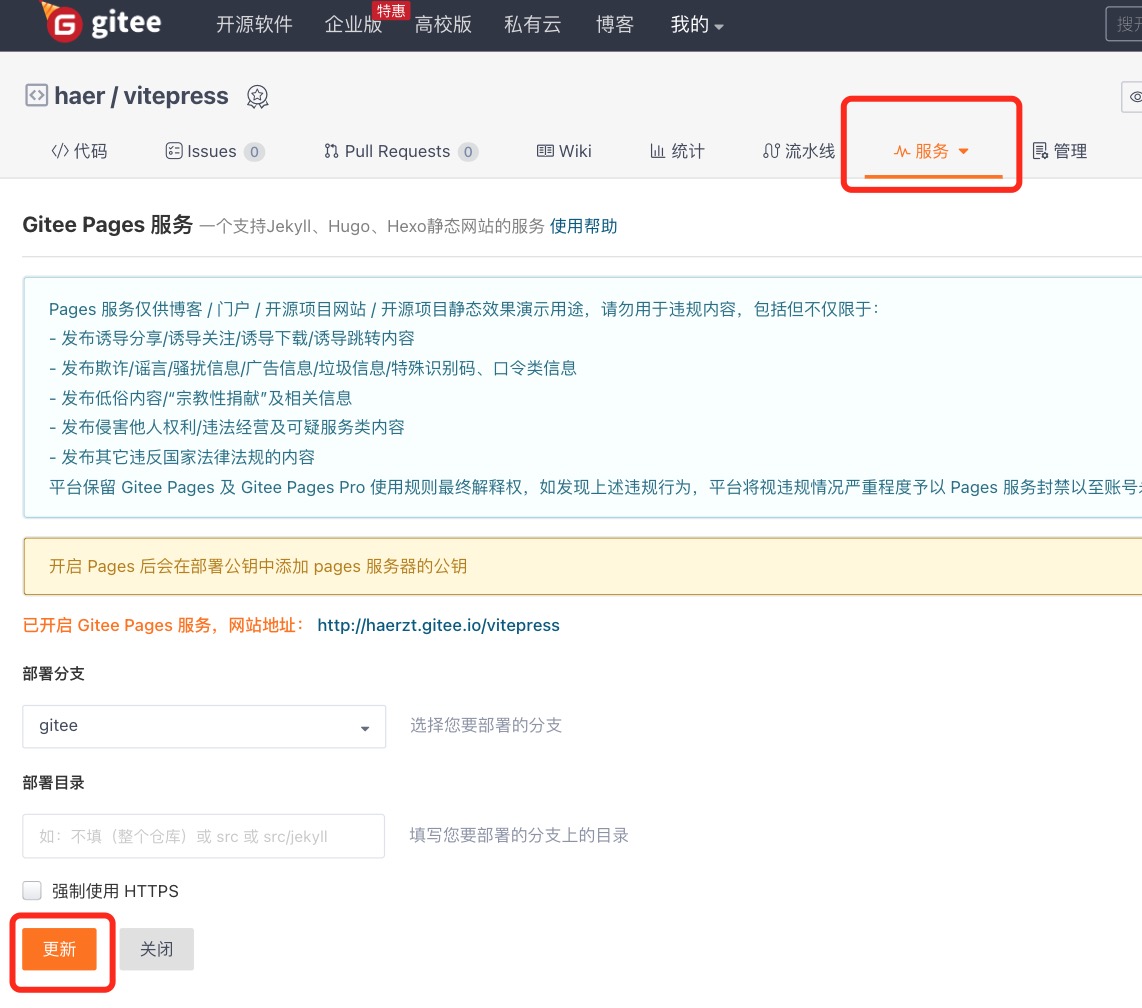 gitee 开源软件 企业版 特惠 高校版 私有云 博客 我的
haer / vitepress
代码 Issues 0 Pull Requests 0 Wiki 统计 流水线 服务 管理
Gitee Pages 服务 一个支持Jekyll、Hugo、Hexo静态网站的服务 使用帮助
Pages 服务仅供博客 / 门户 / 开源项目网站 / 开源项目静态效果演示用途，请勿用于违规内容，包括但不仅限于：
- 发布诱导分享/诱导关注/诱导下载/诱导跳转内容
- 发布欺诈/谣言/骚扰信息/广告信息/垃圾信息/特殊识别码、口令类信息
- 发布低俗内容/“宗教性捐献”及相关信息
- 发布侵害他人权利/违法经营及可疑服务类内容
- 发布其它违反国家法律法规的内容
平台保留 Gitee Pages 及 Gitee Pages Pro 使用规则最终解释权，如发现上述违规行为，平台将视违规情况严重程度予以 Pages 服务封禁以至账号
开启 Pages 后会在部署公钥中添加 pages 服务器的公钥
已开启 Gitee Pages 服务，网站地址： http://haerzt.gitee.io/vitepress
部署分支
gitee 选择您要部署的分支
部署目录
如：不填（整个仓库）或 src 或 src/jekyll 填写您要部署的分支上的目录
强制使用 HTTPS
更新 关闭